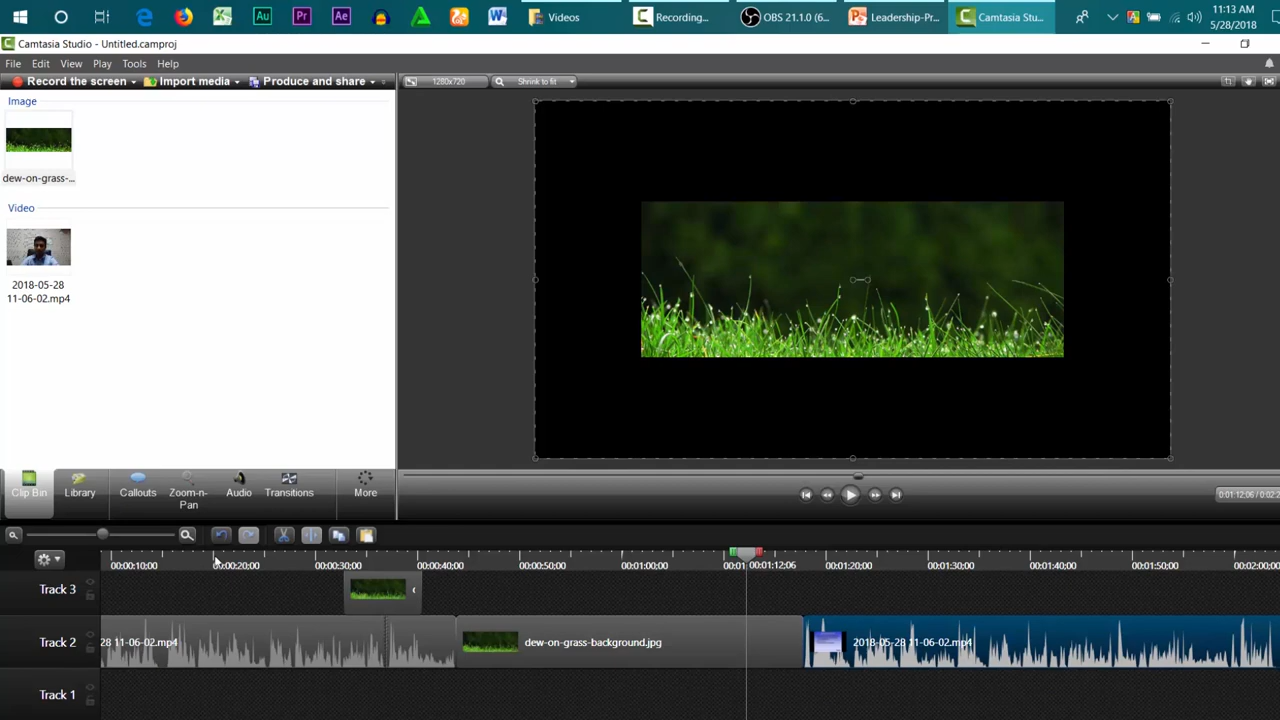 Videos
Recording...
OBS 21.1.0 (6...
Leadership-Pr...
Camtasia Stu...
11:13 AM
5/28/2018
Camtasia Studio - Untitled.camproj
File Edit View Play Tools Help
Record the screen
Import media
Produce and share
1280x720
Shrink to fit
Image
dew-on-grass-...
Video
2018-05-28
11-06-02.mp4
Clip Bin
Library
Callouts
Zoom-n-
Pan
Audio
Transitions
More
0:01:12;06 / 0:02:2
00:00:10;00
00:00:20;00
00:00:30;00
00:00:40;00
00:00:50;00
00:01:00;00
00:01
00:01:12;06
00:01:20;00
00:01:30;00
00:01:40;00
00:01:50;00
00:02:00;00
Track 3
Track 2
28 11-06-02.mp4
dew-on-grass-background.jpg
2018-05-28 11-06-02.mp4
Track 1